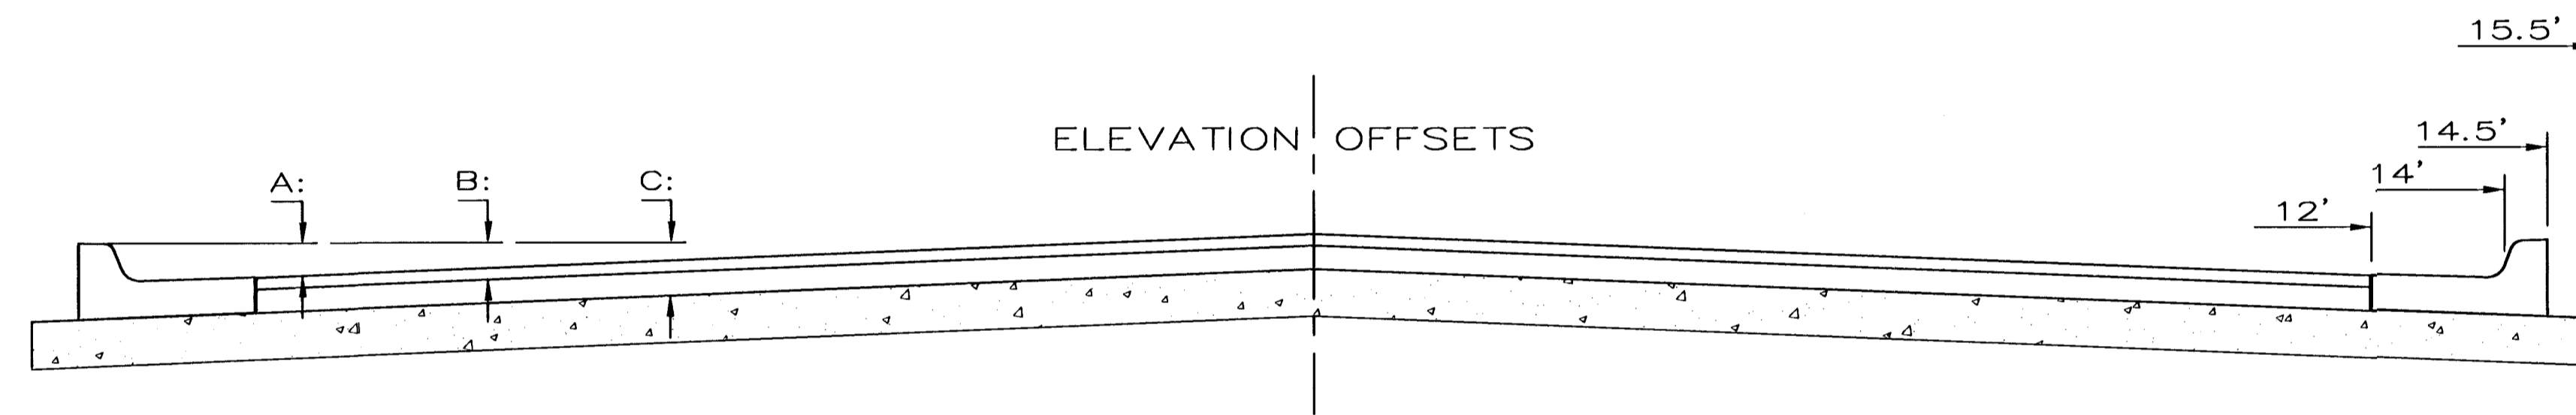 15.5'
ELEVATION OFFSETS
14.5'
A: B: C:
14'
12'